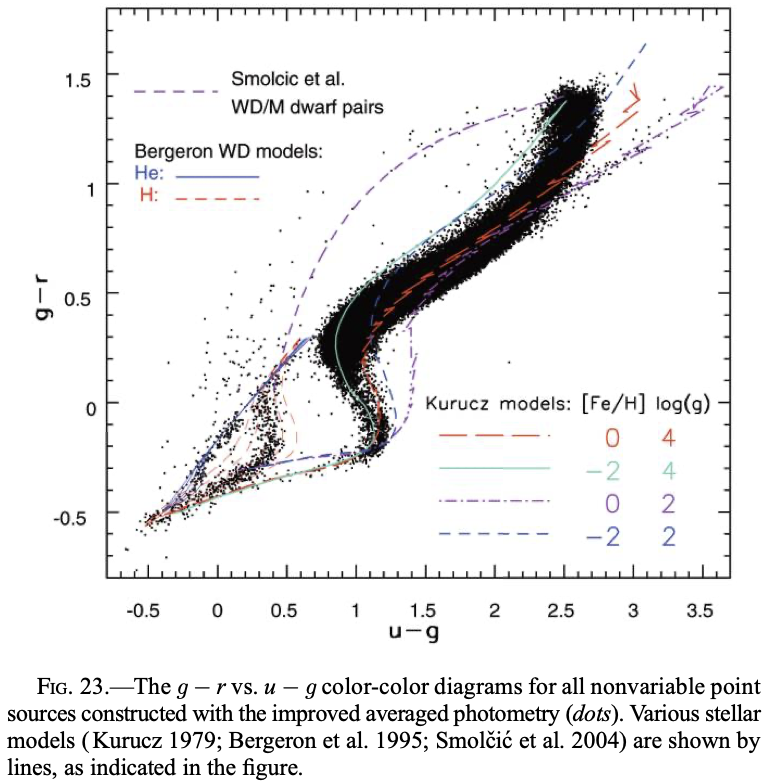 1.5
1
0.5
0
-0.5
g−r
Smolcic et al.
WD/M dwarf pairs
Bergeron WD models:
He:
H:
Kurucz models: [Fe/H] log(g)
0 4
−2 4
0 2
−2 2
-0.5 0 0.5 1 1.5 2 2.5 3 3.5
u−g
FIG. 23.—The g − r vs. u − g color-color diagrams for all nonvariable point
sources constructed with the improved averaged photometry (dots). Various stellar
models (Kurucz 1979; Bergeron et al. 1995; Smolčić et al. 2004) are shown by
lines, as indicated in the figure.